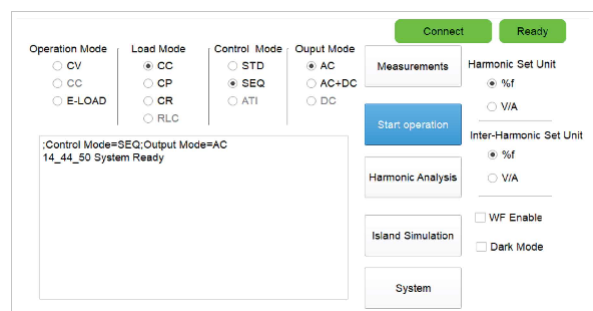 Connect
Ready
Operation Mode
CV
CC
E-LOAD
Load Mode
CC
CP
CR
RLC
Control Mode
STD
SEQ
ATI
Ouput Mode
AC
AC+DC
DC
;Control Mode=SEQ;Output Mode=AC
14_44_50 System Ready
Measurements
Start operation
Harmonic Analysis
Island Simulation
System
Harmonic Set Unit
%f
V/A
Inter-Harmonic Set Unit
%f
V/A
WF Enable
Dark Mode